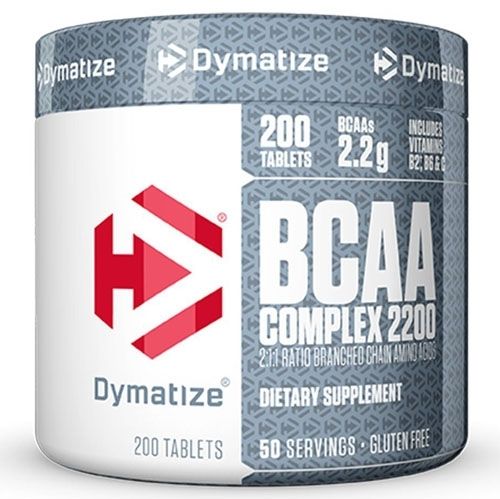 Dymatize Dymatize Dymatize
200 TABLETS
BCAAs 2.2g
INCLUDES
VITAMINS
B2, B6 & C
BCAA
COMPLEX 2200
2:1:1 RATIO BRANCHED CHAIN AMINO ACIDS
DIETARY SUPPLEMENT
50 SERVINGS • GLUTEN FREE
Dymatize®
200 TABLETS